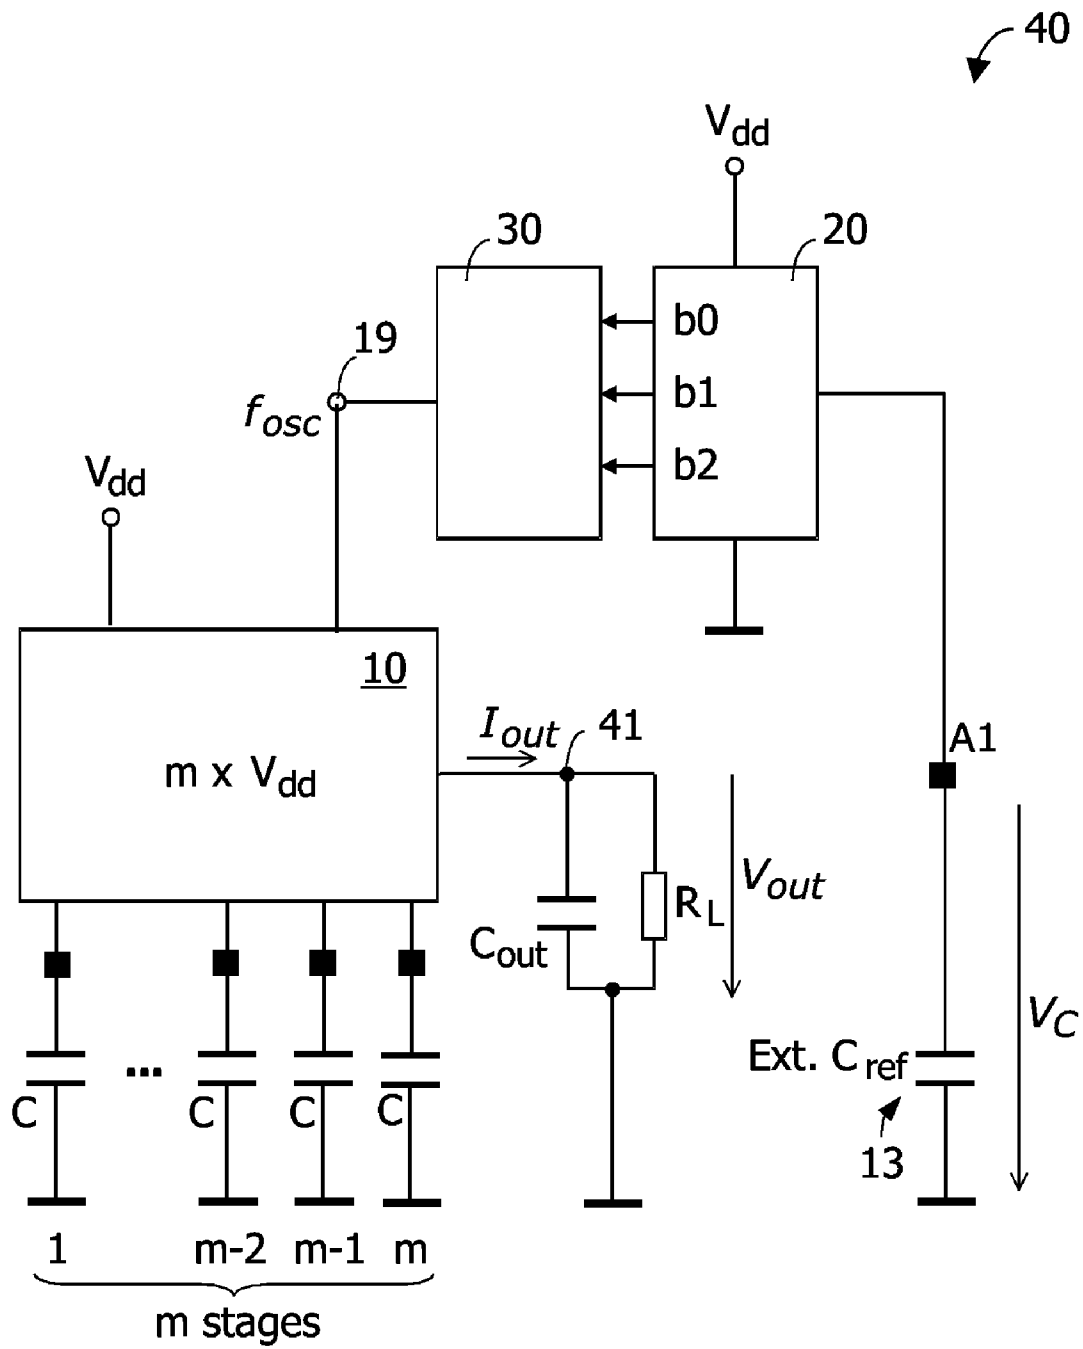 40
Vdd
30
20
b0
19
b1
fosc
b2
Vdd
10
Iout
41
A1
m x Vdd
Vout
RL
Cout
VC
Ext. Cref
... C C C C
13
1 m-2 m-1 m
m stages